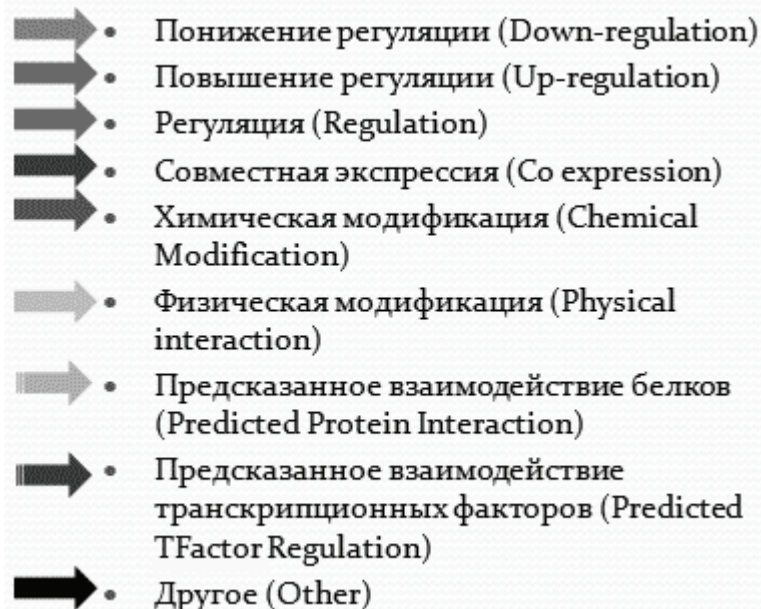 • Понижение регуляции (Down-regulation)
• Повышение регуляции (Up-regulation)
• Регуляция (Regulation)
• Совместная экспрессия (Co expression)
• Химическая модификация (Chemical
Modification)
• Физическая модификация (Physical
interaction)
• Предсказанное взаимодействие белков
(Predicted Protein Interaction)
• Предсказанное взаимодействие
транскрипционных факторов (Predicted
TFactor Regulation)
• Другое (Other)